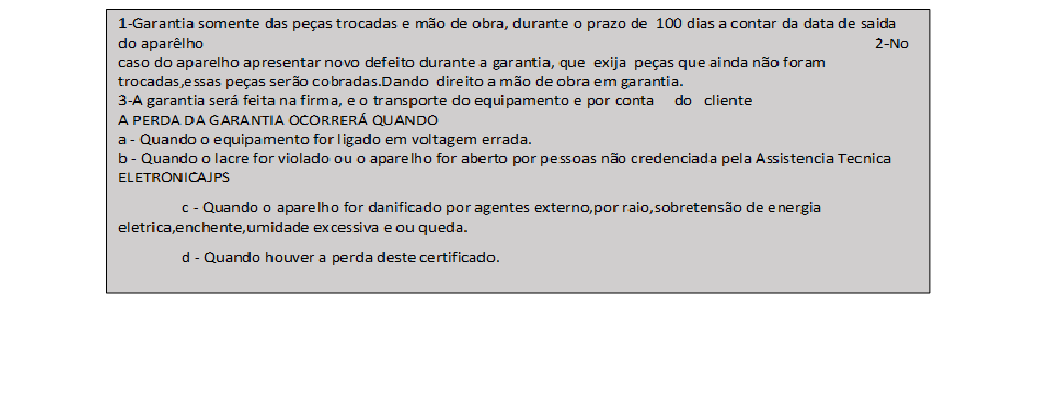 1-Garantia somente das peças trocadas e mão de obra, durante o prazo de 100 dias a contar da data de saida
do aparêlho 2-No
caso do aparelho apresentar novo defeito durante a garantia, que exija peças que ainda não foram
trocadas,essas peças serão cobradas.Dando direito a mão de obra em garantia.
3-A garantia será feita na firma, e o transporte do equipamento e por conta do cliente
A PERDA DA GARANTIA OCORRERÁ QUANDO
a - Quando o equipamento for ligado em voltagem errada.
b - Quando o lacre for violado ou o aparelho for aberto por pessoas não credenciada pela Assistencia Tecnica
ELETRONICAJPS
c - Quando o aparelho for danificado por agentes externo,por raio,sobretensão de energia
eletrica,enchente,umidade excessiva e ou queda.
d - Quando houver a perda deste certificado.